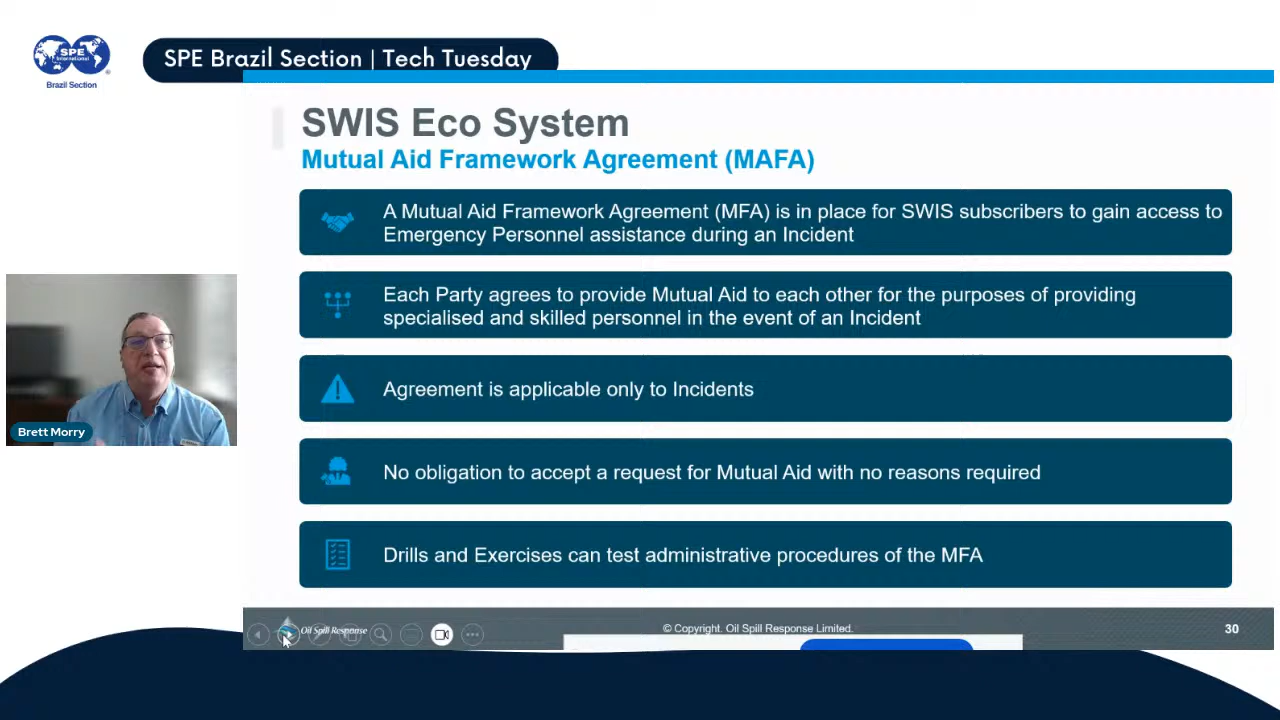 SPE
International
Brazil Section
SPE Brazil Section | Tech Tuesday
SWIS Eco System
Mutual Aid Framework Agreement (MAFA)
A Mutual Aid Framework Agreement (MFA) is in place for SWIS subscribers to gain access to
Emergency Personnel assistance during an Incident
Each Party agrees to provide Mutual Aid to each other for the purposes of providing
specialised and skilled personnel in the event of an Incident
Agreement is applicable only to Incidents
No obligation to accept a request for Mutual Aid with no reasons required
Drills and Exercises can test administrative procedures of the MFA
Brett Morry
Oil Spill Response
© Copyright. Oil Spill Response Limited.
30